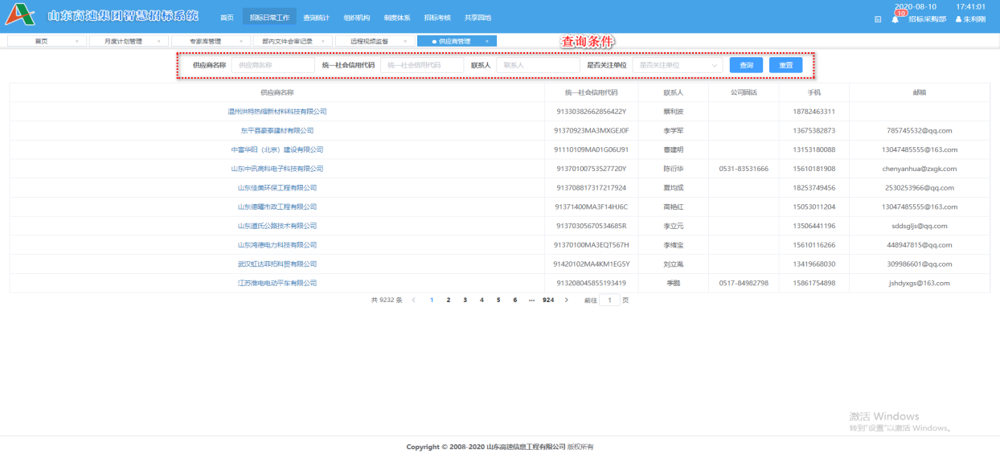 2020-08-10 17:41:01
山东高速集团智慧招标系统 首页 招标日常工作 查询统计 组织机构 制度体系 招标考核 共享园地 10 招标采购部 朱利刚
首页 × 月度计划管理 × 专家库管理 × 部内文件会审记录 × 远程视频监督 × 供应商管理 ×
查询条件
供应商名称 供应商名称 统一社会信用代码 统一社会信用代码 联系人 联系人 是否关注单位 是否关注单位 查询 重置
供应商名称 统一社会信用代码 联系人 公司固话 手机 邮箱
温州洪特热缩新材料科技有限公司 91330382662856422Y 蔡利波 18782463311
东平县豪泰建材有限公司 91370923MA3MXGEJ0F 李学军 13675382873 785745532@qq.com
中富华阳（北京）建设有限公司 91110109MA01G06U91 曹建明 13153180088 13047485555@163.com
山东中讯高科电子科技有限公司 91370100753527720Y 陈衍华 0531-83531666 15610181908 chenyanhua@zxgk.com
山东佳美环保工程有限公司 913708817317217924 夏均成 18253749456 2530253966@qq.com
山东德曜市政工程有限公司 91371400MA3F14HJ6C 高艳红 15053011204 13047485555@163.com
山东道氏公路技术有限公司 91370305670534685R 李立元 13506441196 sddsgljs@qq.com
山东鸿德电力科技有限公司 91370100MA3EQT567H 李绪宝 15610116266 448947815@qq.com
武汉虹达菲拓科贸有限公司 91420102MA4KM1EG5Y 刘立胤 13419668030 309986601@qq.com
江苏淮电电动平车有限公司 913208045855193419 季鹏 0517-84982798 15861754898 jshdyxgs@163.com
共 9232 条 < 1 2 3 4 5 6 ··· 924 > 前往 1 页
激活 Windows
转到"设置"以激活 Windows。
Copyright © 2008-2020 山东高速信息工程有限公司 版权所有